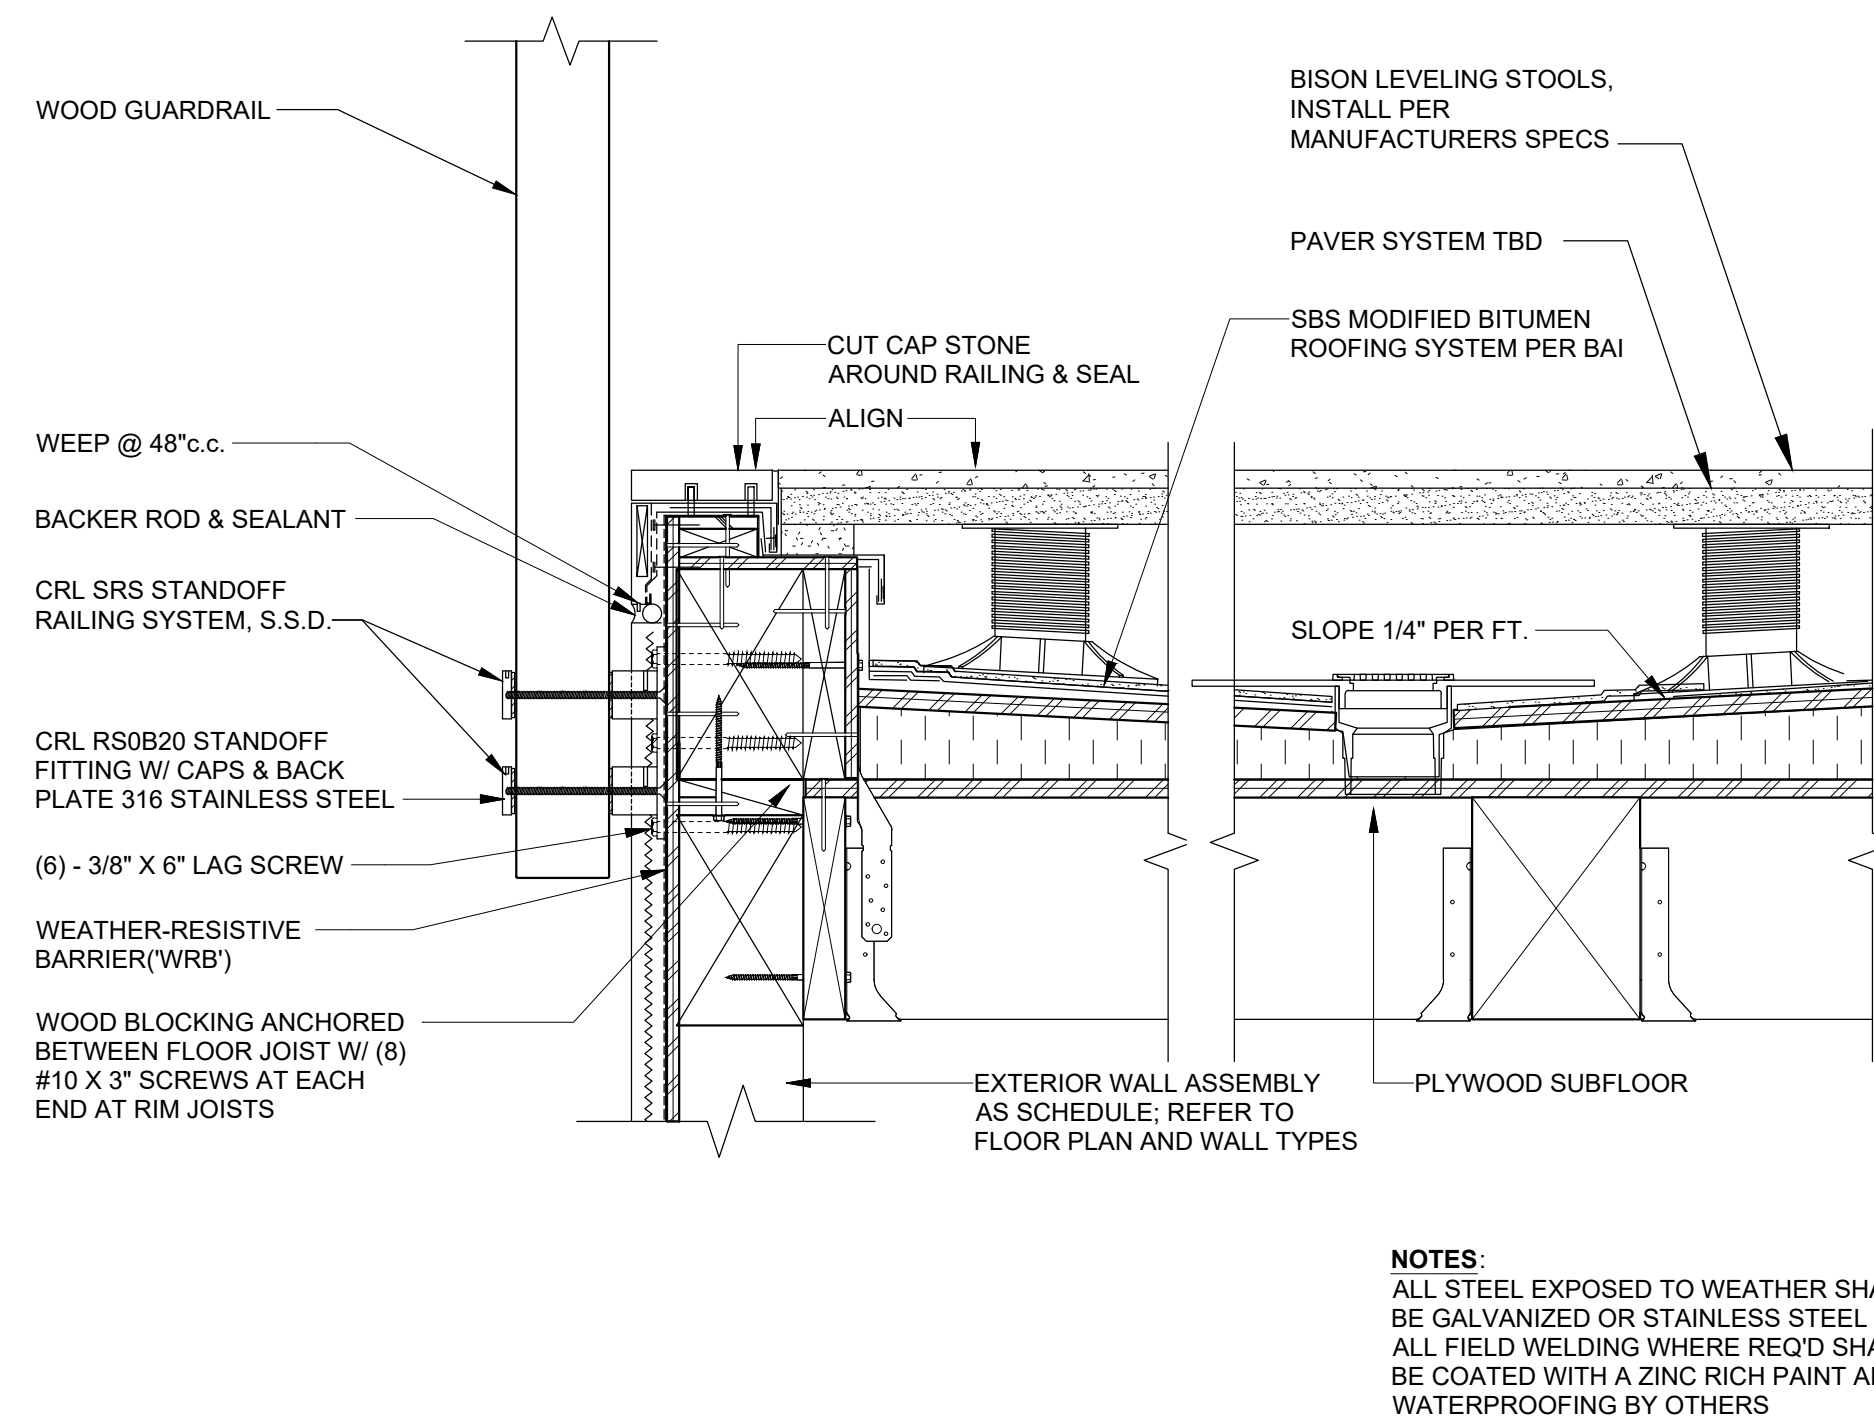 WOOD GUARDRAIL
WEEP @ 48"c.c.
BACKER ROD & SEALANT
CRL SRS STANDOFF
RAILING SYSTEM, S.S.D.
CRL RS0B20 STANDOFF
FITTING W/ CAPS & BACK
PLATE 316 STAINLESS STEEL
(6) - 3/8" X 6" LAG SCREW
WEATHER-RESISTIVE
BARRIER('WRB')
WOOD BLOCKING ANCHORED
BETWEEN FLOOR JOIST W/ (8)
#10 X 3" SCREWS AT EACH
END AT RIM JOISTS
CUT CAP STONE
AROUND RAILING & SEAL
ALIGN
BISON LEVELING STOOLS,
INSTALL PER
MANUFACTURERS SPECS
PAVER SYSTEM TBD
SBS MODIFIED BITUMEN
ROOFING SYSTEM PER BAI
SLOPE 1/4" PER FT.
EXTERIOR WALL ASSEMBLY
AS SCHEDULE; REFER TO
FLOOR PLAN AND WALL TYPES
PLYWOOD SUBFLOOR
NOTES:
ALL STEEL EXPOSED TO WEATHER
BE GALVANIZED OR STAINLESS STEEL
ALL FIELD WELDING WHERE REQ'D
BE COATED WITH A ZINC RICH PAINT
WATERPROOFING BY OTHERS